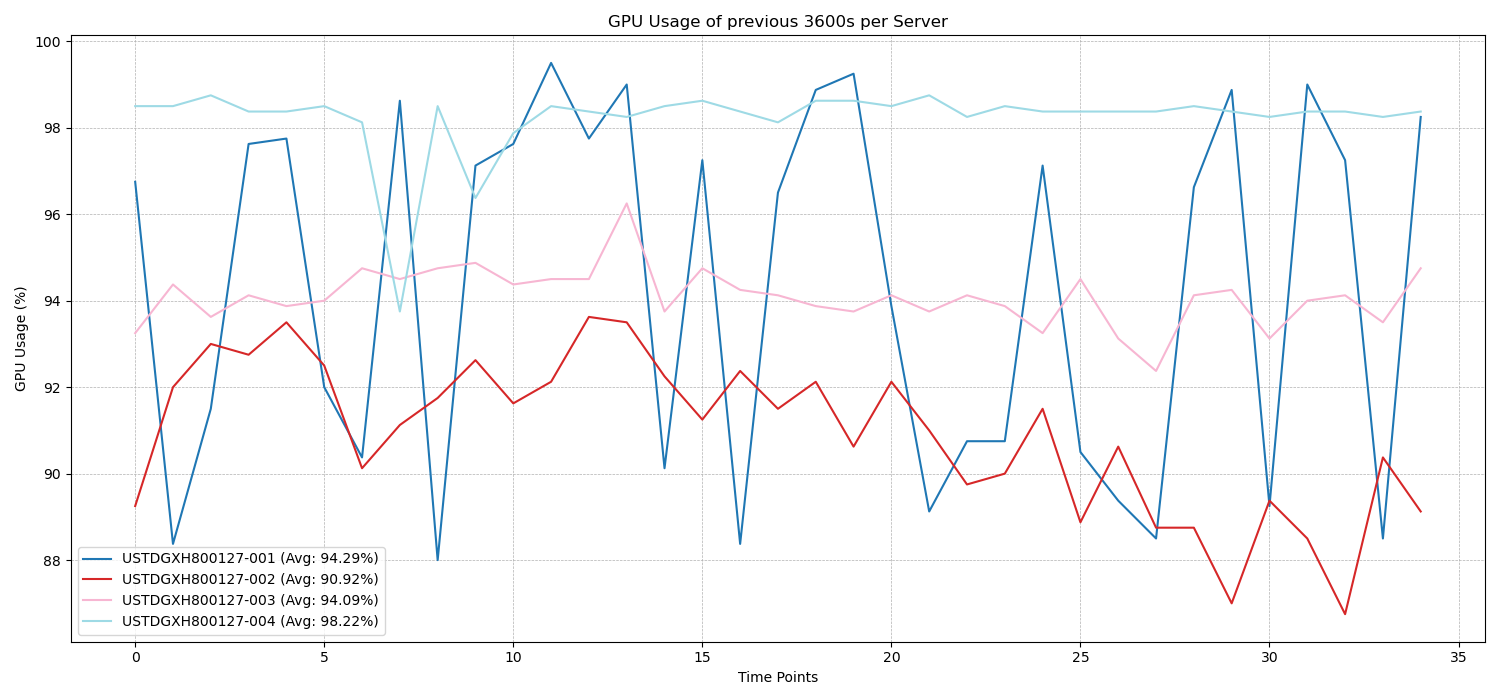 GPU Usage of previous 3600s per Server
GPU Usage (%)
100
98
96
94
92
90
88
USTDGXH800127-001 (Avg: 94.29%)
USTDGXH800127-002 (Avg: 90.92%)
USTDGXH800127-003 (Avg: 94.09%)
USTDGXH800127-004 (Avg: 98.22%)
0 5 10 15 20 25 30 35
Time Points